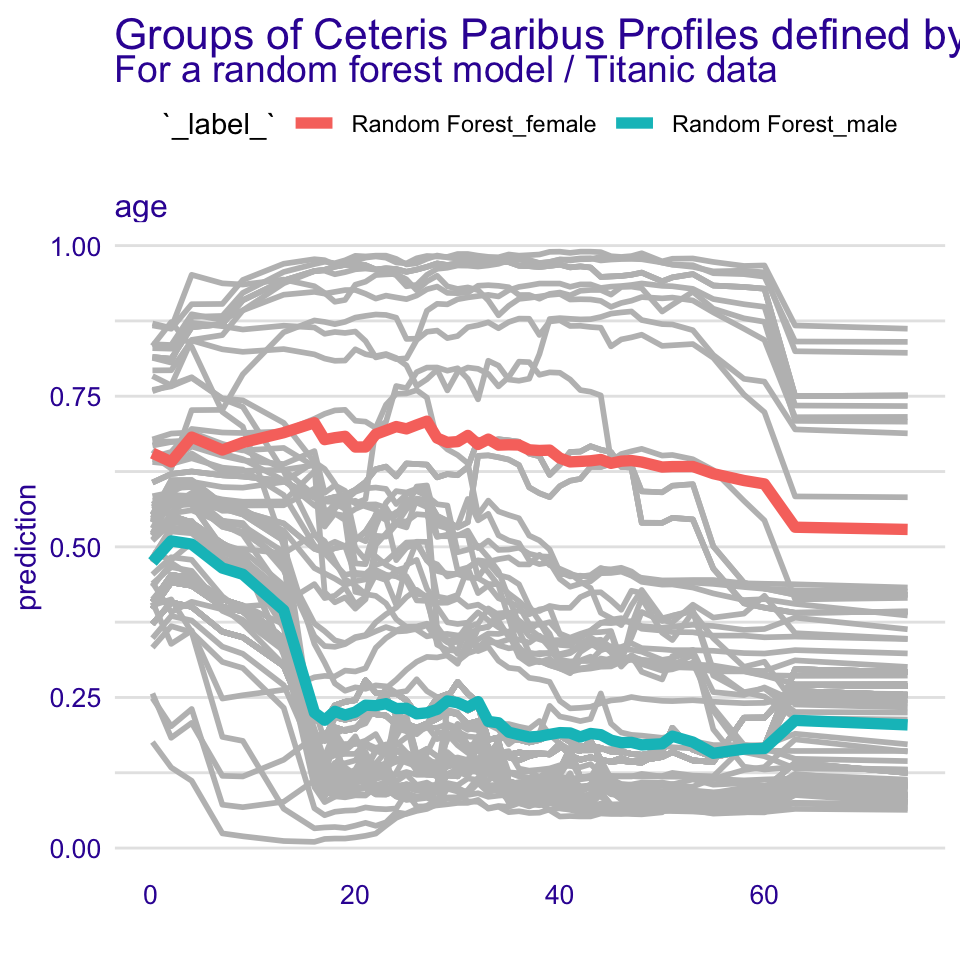 Groups of Ceteris Paribus Profiles defined by
For a random forest model / Titanic data
`_label_` Random Forest_female Random Forest_male
age
1.00
0.75
0.50
0.25
0.00
prediction
0 20 40 60